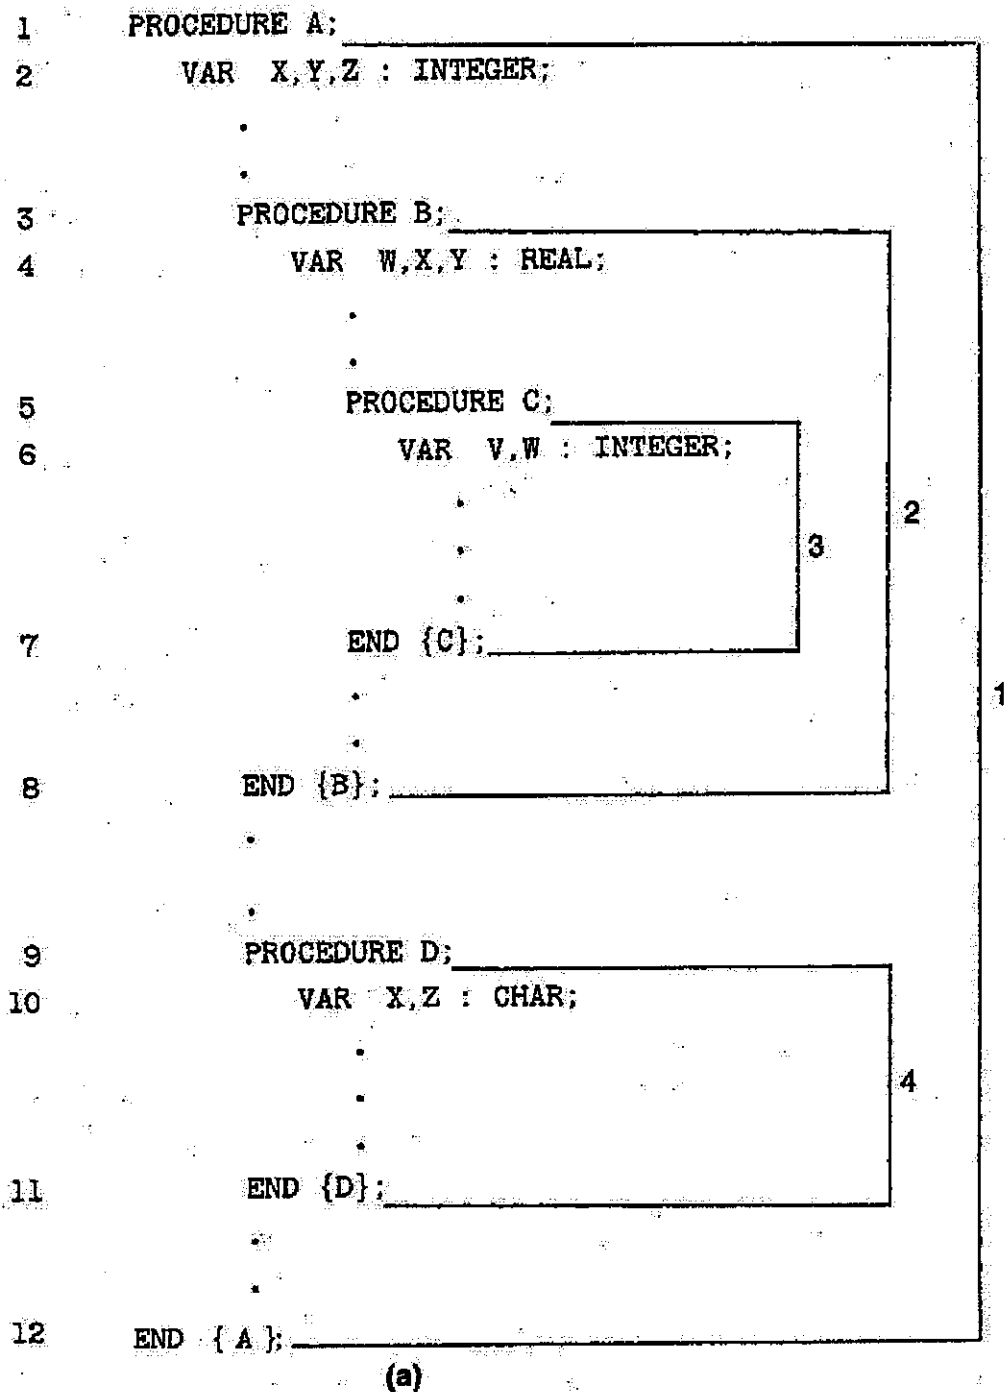 1 PROCEDURE A;
2 VAR X,Y,Z : INTEGER;
.
.
3 PROCEDURE B;
4 VAR W,X,Y : REAL;
.
.
5 PROCEDURE C;
6 VAR V,W : INTEGER;
.
.
.
2
3
7 END {C};
.
1
.
8 END {B};
.
.
9 PROCEDURE D;
10 VAR X,Z : CHAR;
.
.
4
.
11 END {D};
.
.
12 END { A };
(a)